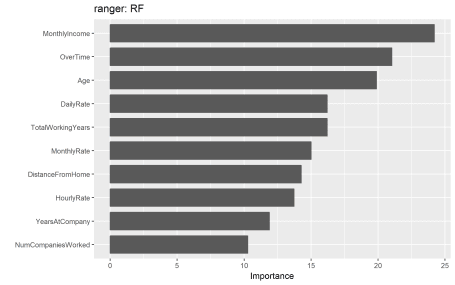 ranger: RF
MonthlyIncome
OverTime
Age
DailyRate
TotalWorkingYears
MonthlyRate
DistanceFromHome
HourlyRate
YearsAtCompany
NumCompaniesWorked
0 5 10 15 20 25
Importance